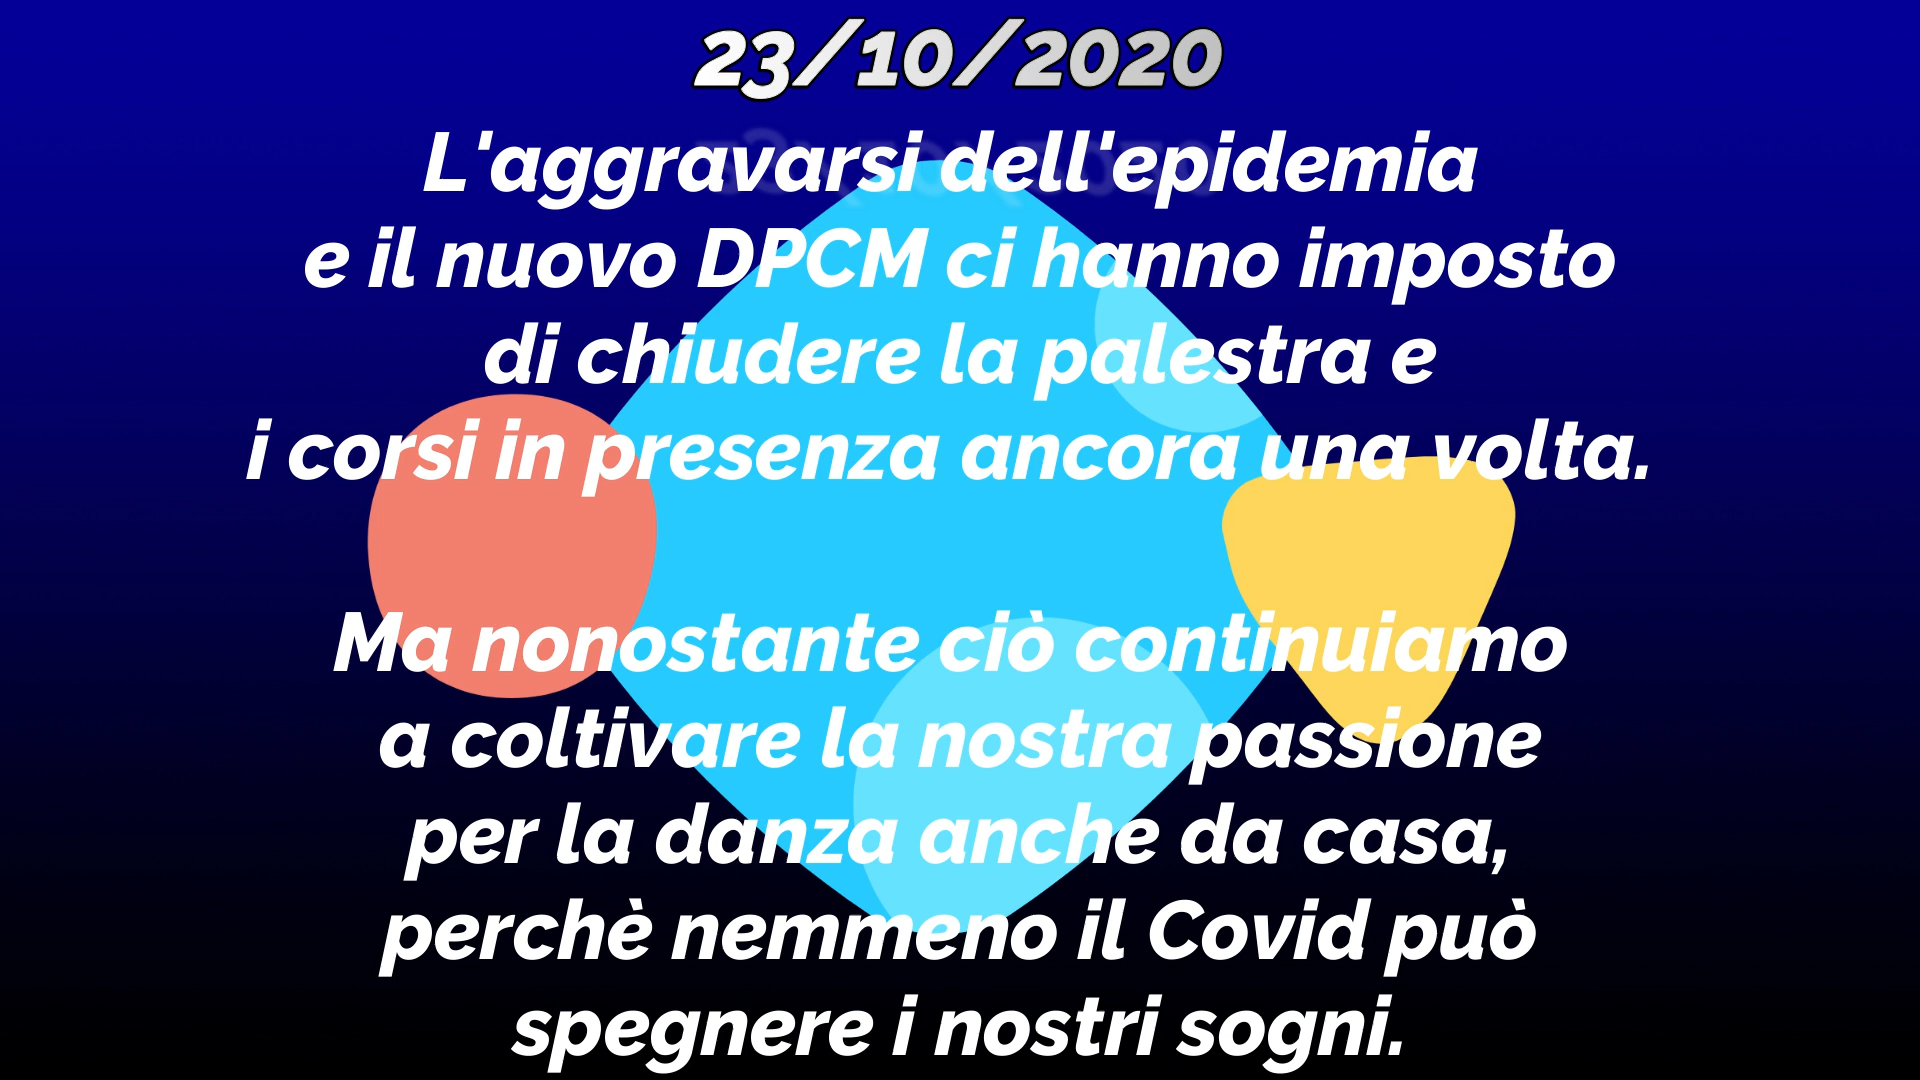 23/10/2020
L'aggravarsi dell'epidemia
e il nuovo DPCM ci hanno imposto
di chiudere la palestra e
i corsi in presenza ancora una volta.
Ma nonostante ciò continuiamo
a coltivare la nostra passione
per la danza anche da casa,
perchè nemmeno il Covid può
spegnere i nostri sogni.